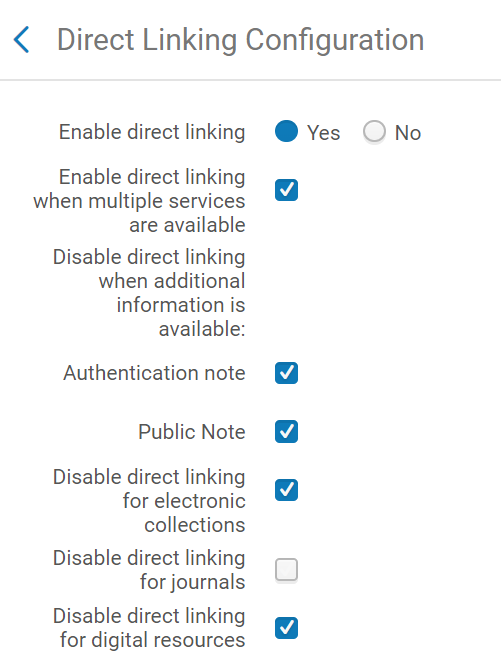 Direct Linking Configuration
Enable direct linking Yes No
Enable direct linking
when multiple services
are available
Disable direct linking
when additional
information is
available:
Authentication note
Public Note
Disable direct linking
for electronic
collections
Disable direct linking
for journals
Disable direct linking
for digital resources